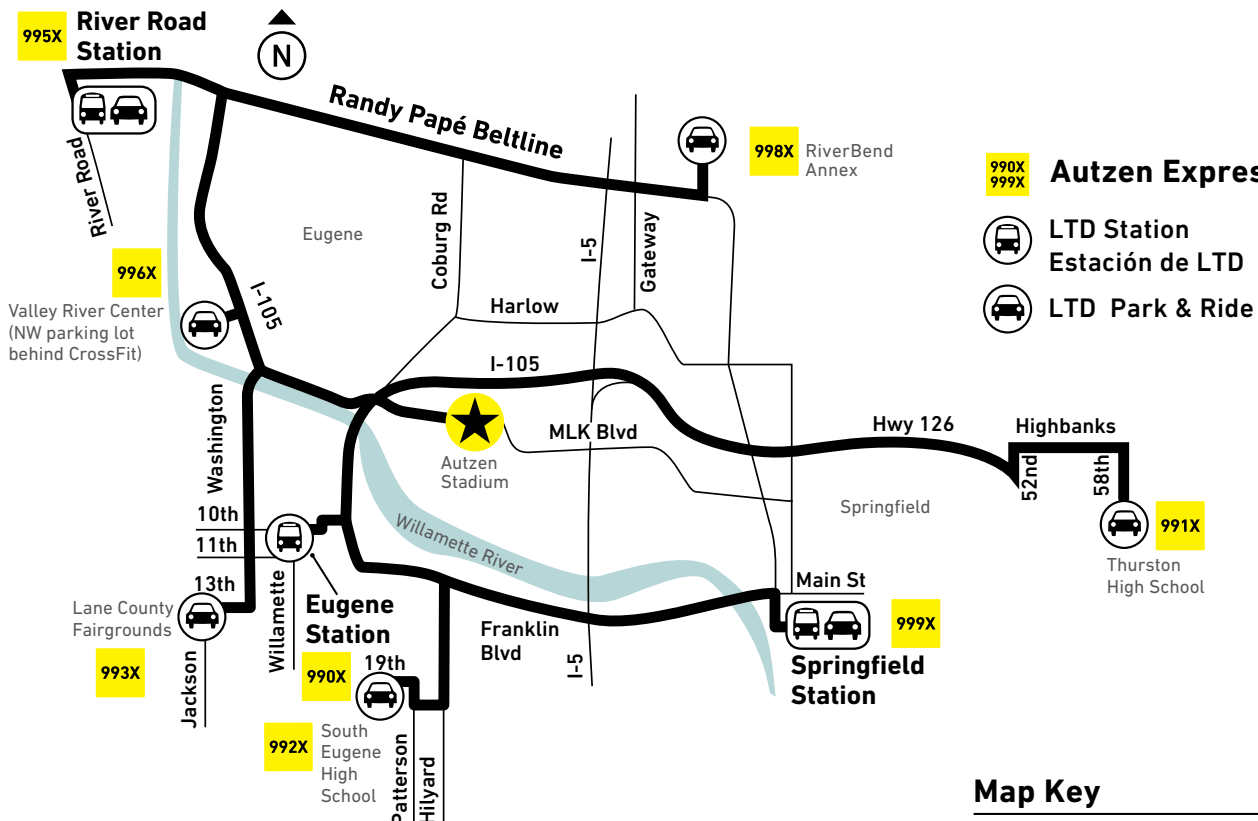 995X
River Road
Station
N
Randy Papé Beltline
998X
RiverBend
Annex
990X
999X
Autzen Expres
LTD Station
Estación de LTD
LTD Park & Ride
River Road
Eugene
Coburg Rd
I-5
Gateway
996X
Valley River Center
(NW parking lot
behind CrossFit)
I-105
Harlow
I-105
Washington
MLK Blvd
Autzen
Stadium
Hwy 126
Highbanks
52nd
58th
Springfield
991X
Thurston
High School
10th
11th
13th
Willamette River
Lane County
Fairgrounds
993X
Jackson
Willamette
Eugene
Station
990X
19th
992X
South
Eugene
High
School
Patterson
Hilyard
Franklin
Blvd
I-5
Main St
999X
Springfield
Station
Map Key